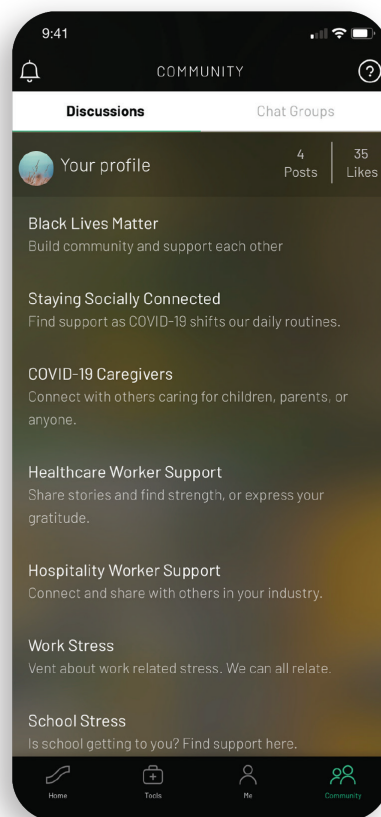 9:41
COMMUNITY
Discussions
Chat Groups
Your profile
4
Posts
35
Likes
Black Lives Matter
Build community and support each other
Staying Socially Connected
Find support as COVID-19 shifts our daily routines.
COVID-19 Caregivers
Connect with others caring for children, parents, or
anyone.
Healthcare Worker Support
Share stories and find strength, or express your
gratitude.
Hospitality Worker Support
Connect and share with others in your industry.
Work Stress
Vent about work related stress. We can all relate.
School Stress
Is school getting to you? Find support here.
Home
Tools
Me
Community